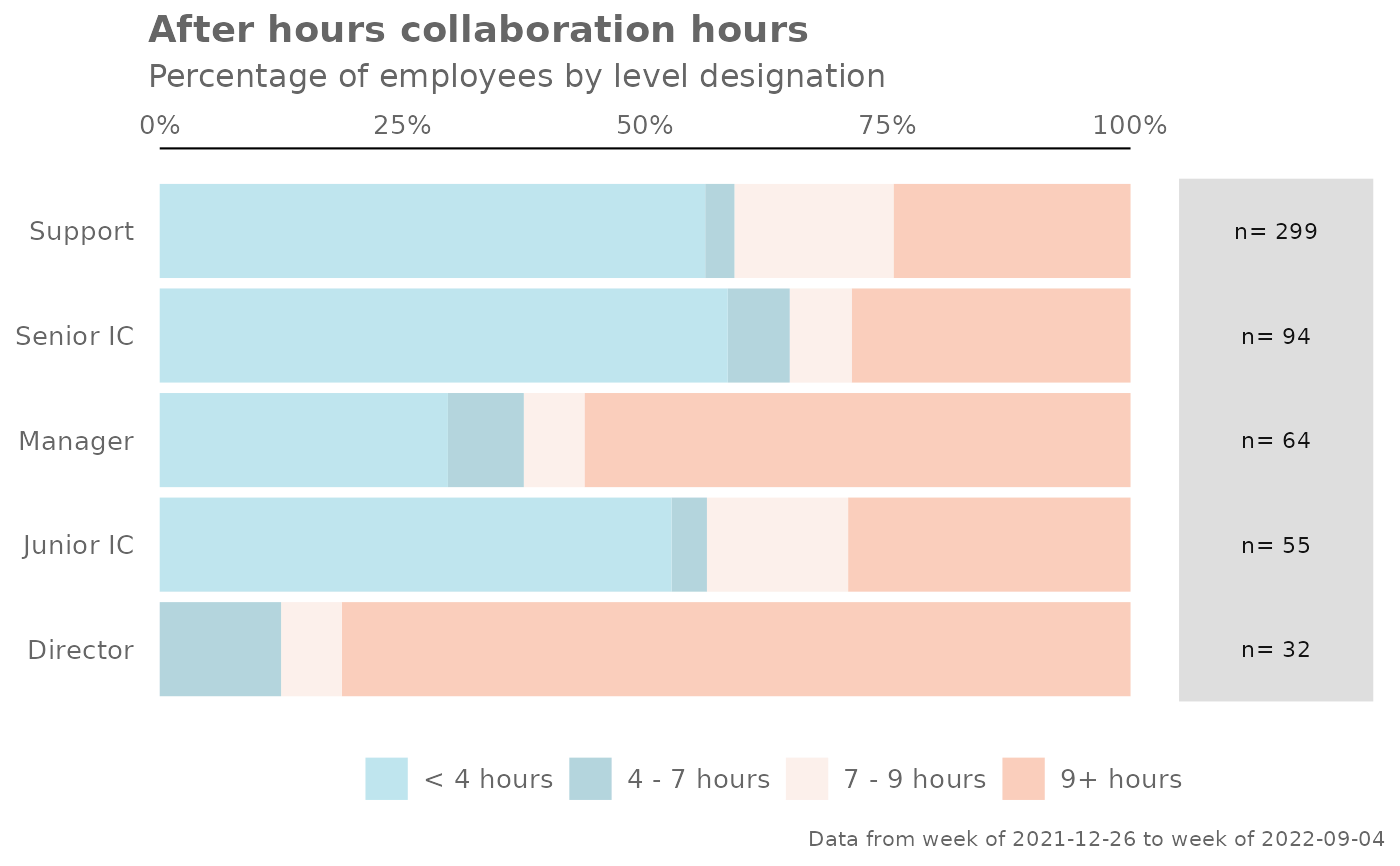 After hours collaboration hours
Percentage of employees by level designation
0% 25% 50% 75% 100%
Support n= 299
Senior IC n= 94
Manager n= 64
Junior IC n= 55
Director n= 32
< 4 hours 4 - 7 hours 7 - 9 hours 9+ hours
Data from week of 2021-12-26 to week of 2022-09-04